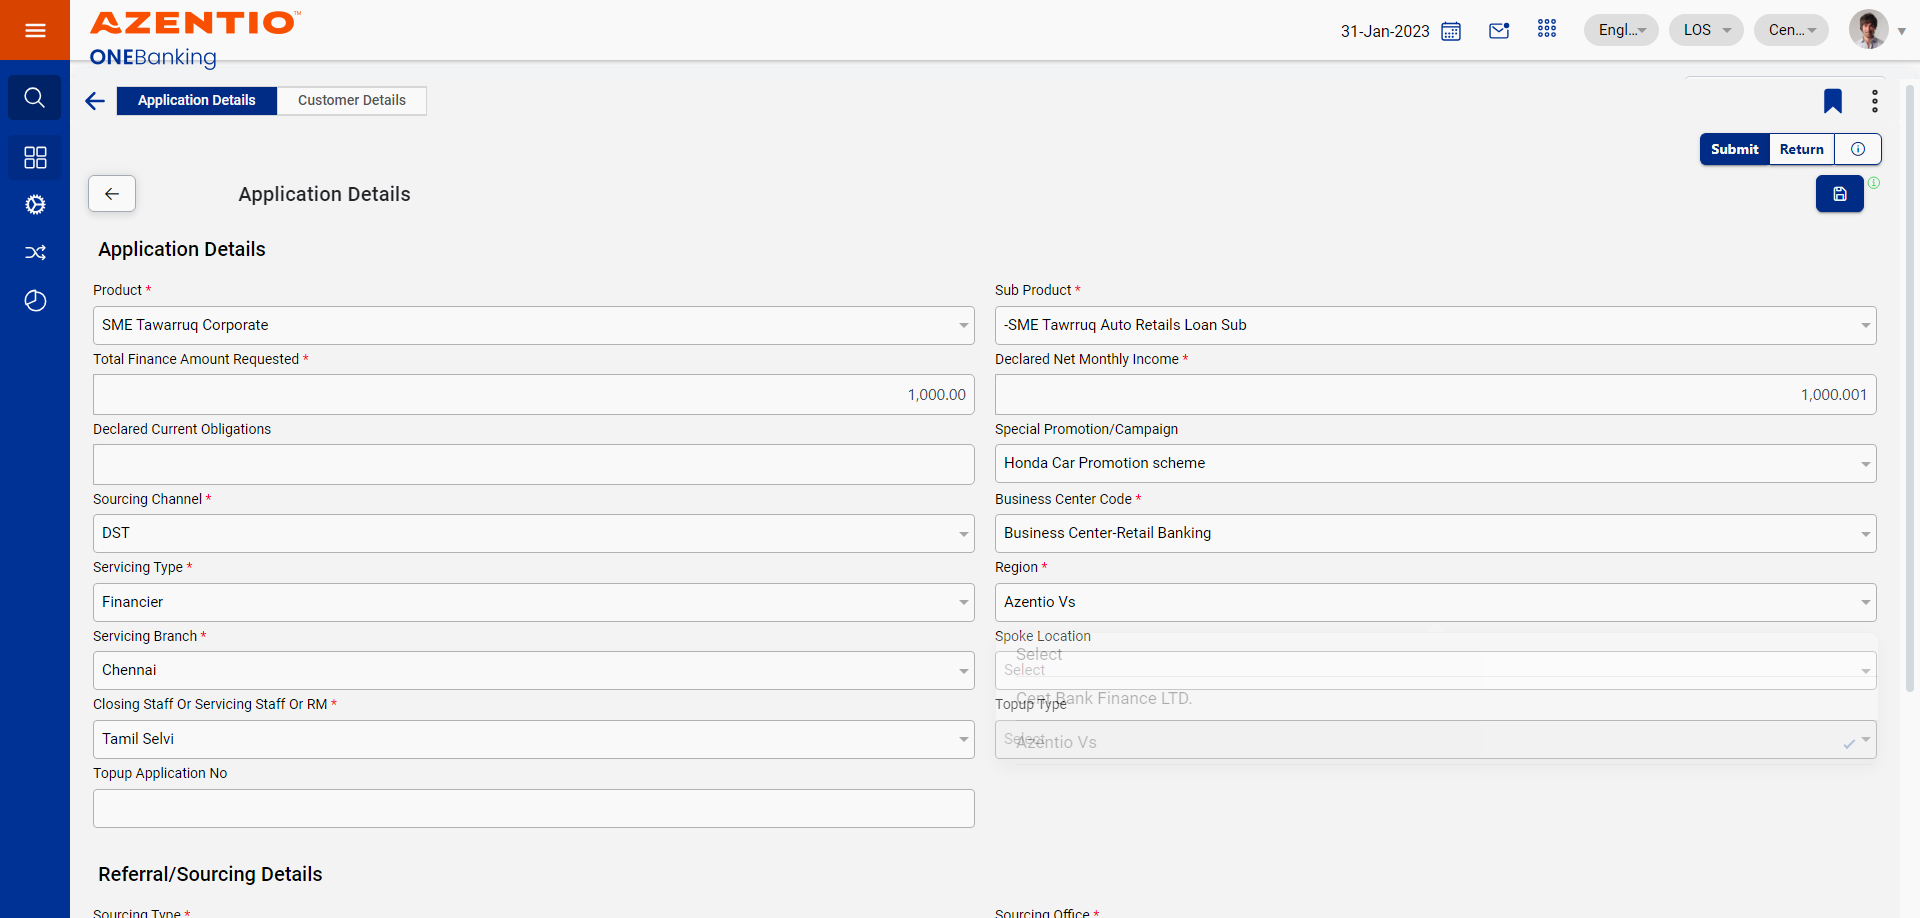 AZENTIO™
ONEBanking
31-Jan-2023
Engl...
LOS
Cen...
Application Details
Customer Details
Submit
Return
Application Details
Application Details
Product *
Sub Product *
SME Tawarruq Corporate
-SME Tawrruq Auto Retails Loan Sub
Total Finance Amount Requested *
Declared Net Monthly Income *
1,000.00
1,000.001
Declared Current Obligations
Special Promotion/Campaign
Honda Car Promotion scheme
Sourcing Channel *
Business Center Code *
DST
Business Center-Retail Banking
Servicing Type *
Region *
Financier
Azentio Vs
Servicing Branch *
Spoke Location
Select
Chennai
Select
Cent Bank Finance LTD.
Closing Staff Or Servicing Staff Or RM *
Topup Type
Tamil Selvi
Select
Azentio Vs
Topup Application No
Referral/Sourcing Details
Sourcing Type *
Sourcing Office *